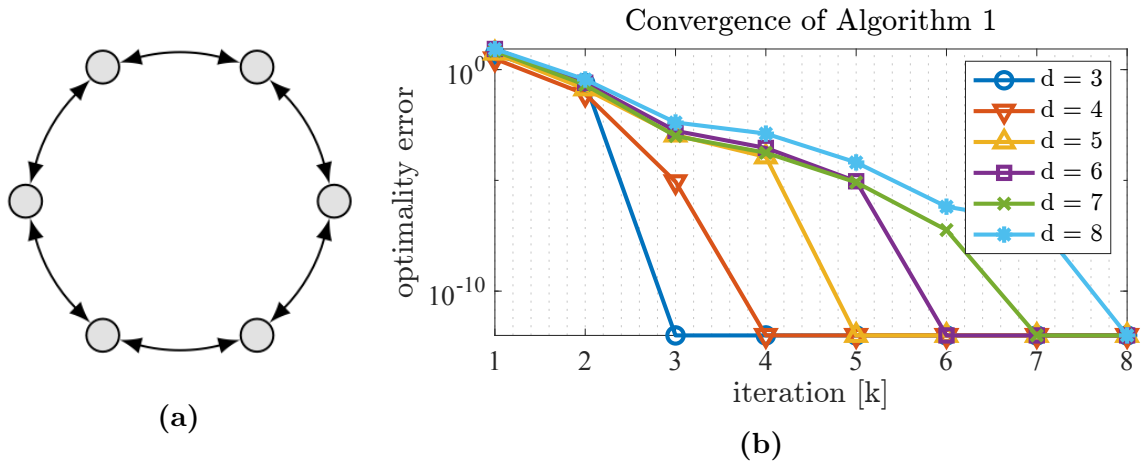 Convergence of Algorithm 1
optimality error
10^0
10^-10
d = 3
d = 4
d = 5
d = 6
d = 7
d = 8
1 2 3 4 5 6 7 8
iteration [k]
(a)
(b)